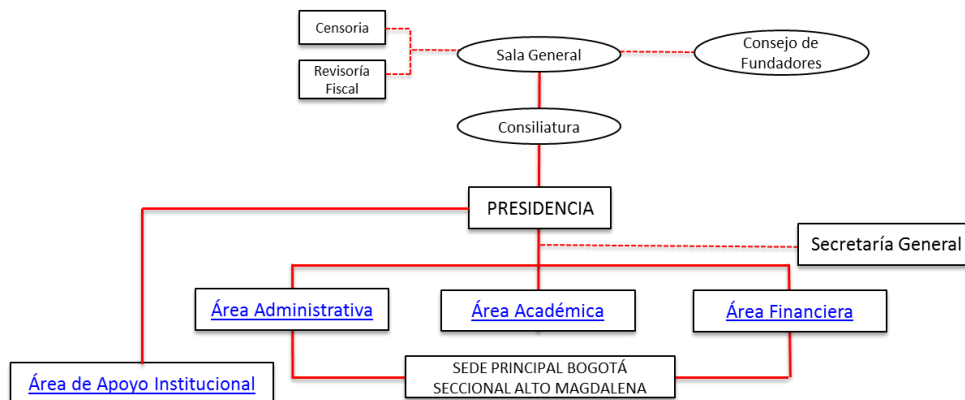 Censoria
Revisoría
Fiscal
Sala General
Consejo de
Fundadores
Consiliatura
PRESIDENCIA
Secretaría General
Área Administrativa
Área Académica
Área Financiera
SEDE PRINCIPAL BOGOTÁ
SECCIONAL ALTO MAGDALENA
Área de Apoyo Institucional